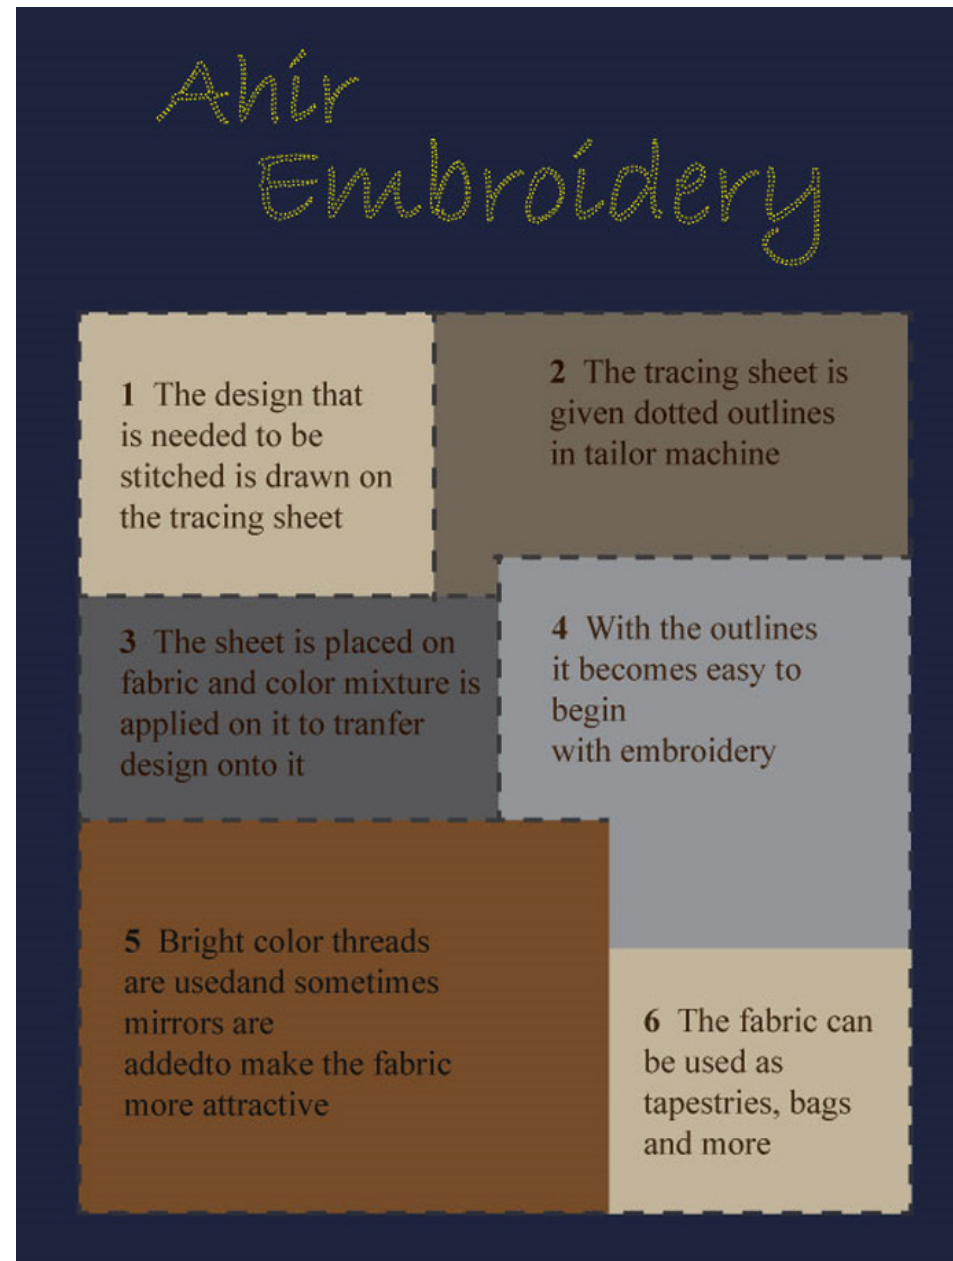 Ahir
Embroidery
1 The design that
is needed to be
stitched is drawn on
the tracing sheet
2 The tracing sheet is
given dotted outlines
in tailor machine
3 The sheet is placed on
fabric and color mixture is
applied on it to tranfer
design onto it
4 With the outlines
it becomes easy to
begin
with embroidery
5 Bright color threads
are usedand sometimes
mirrors are
addedto make the fabric
more attractive
6 The fabric can
be used as
tapestries, bags
and more